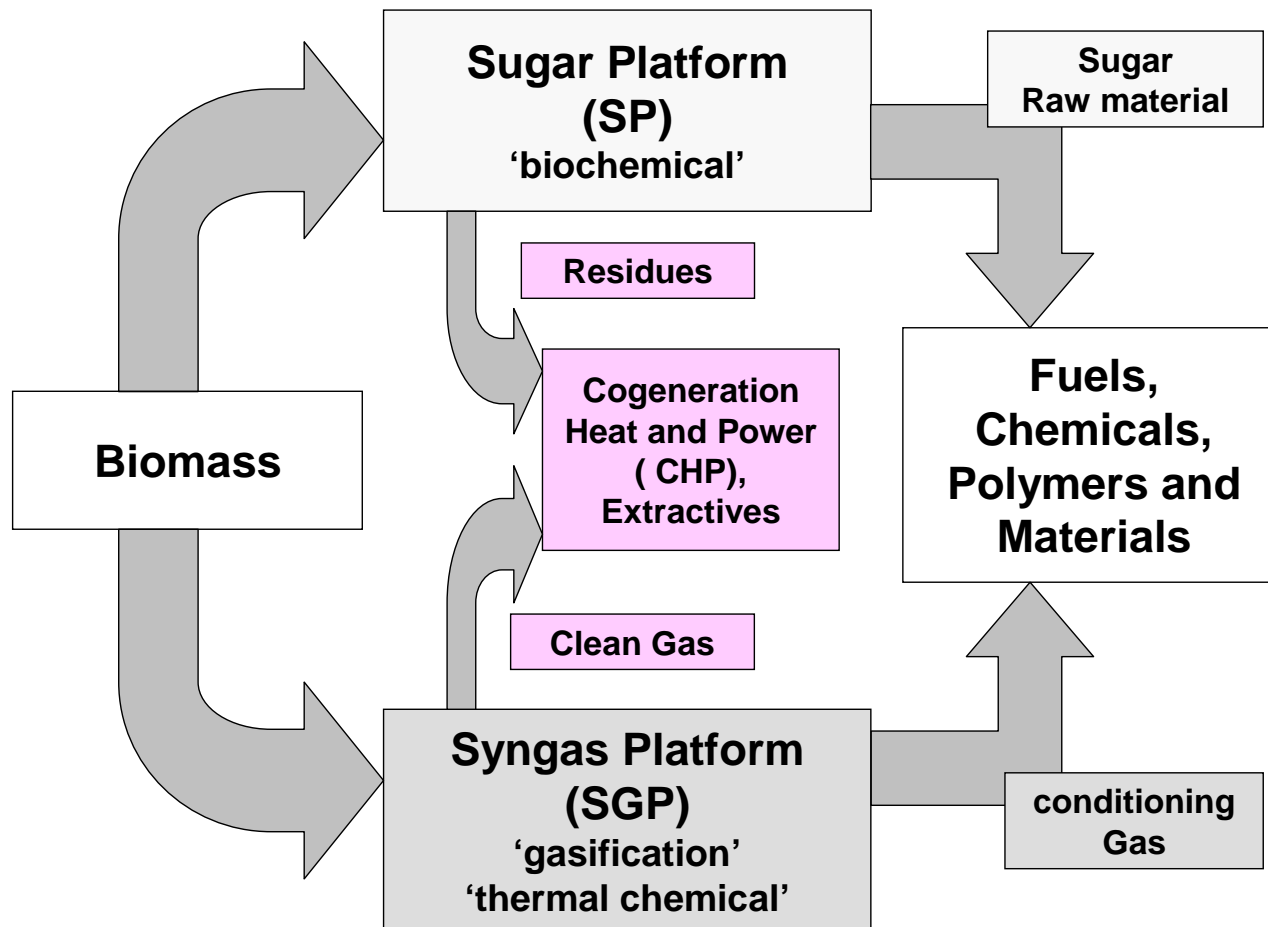 Sugar Platform
(SP)
‘biochemical’
Sugar
Raw material
Residues
Cogeneration
Heat and Power
( CHP),
Extractives
Biomass
Fuels,
Chemicals,
Polymers and
Materials
Clean Gas
Syngas Platform
(SGP)
‘gasification’
‘thermal chemical’
conditioning
Gas